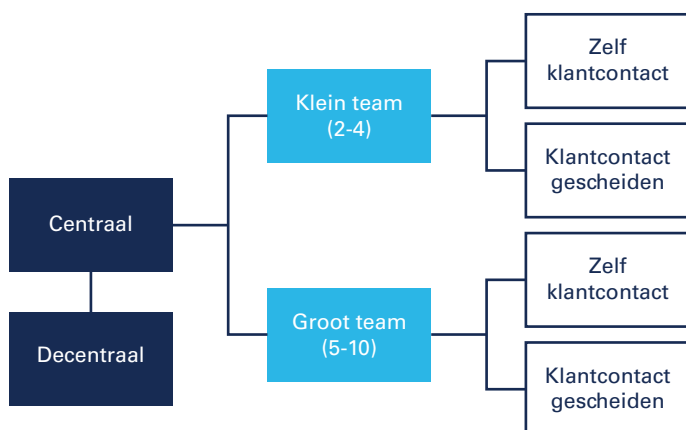 Centraal
Decentraal
Klein team
(2-4)
Zelf
klantcontact
Klantcontact
gescheiden
Groot team
(5-10)
Zelf
klantcontact
Klantcontact
gescheiden